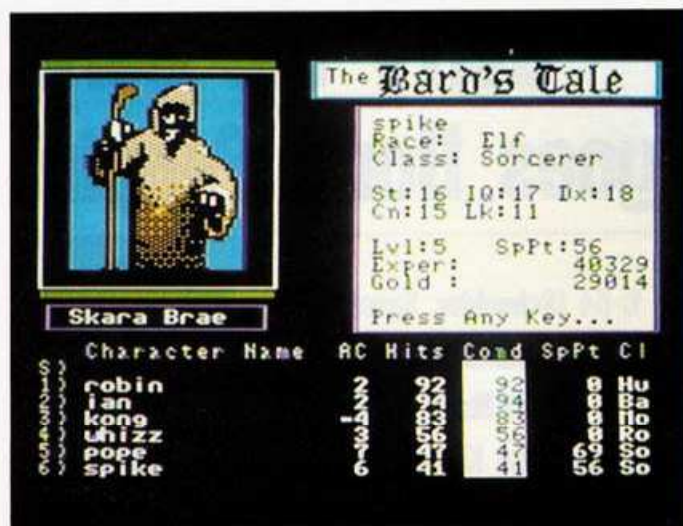 The Bard's Tale
spike
Race: Elf
Class: Sorcerer
St:16 IQ:17 Dx:18
Cn:15 Lk:11
Lvl:5 SpPt:56
Exper: 40329
Gold : 29014
Press Any Key...
Skara Brae
Character Name AC Hits Cond SpPt Cl
S)
1) robin 2 92 92 0 Hu
2) ian 2 94 94 0 Ba
3) kong -4 83 83 0 Mo
4) whizz 3 56 56 0 Ro
5) pope 7 47 47 69 So
6) spike 6 41 41 56 So